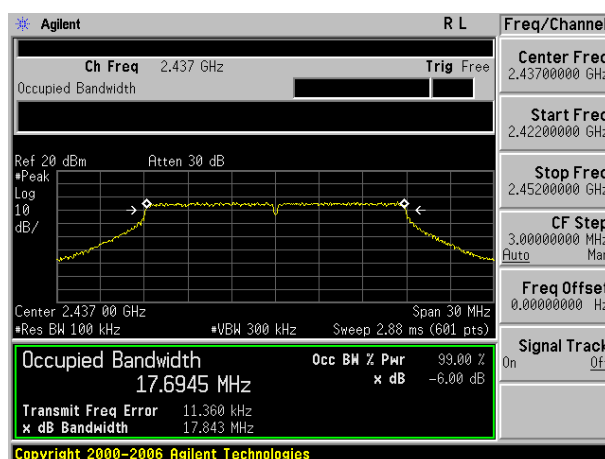 Agilent R L Freq/Channel
Ch Freq 2.437 GHz Trig Free
Occupied Bandwidth
Center Freq
2.43700000 GHz
Start Freq
2.42200000 GHz
Ref 20 dBm Atten 30 dB
#Peak
Log
10
dB/
Stop Freq
2.45200000 GHz
CF Step
3.00000000 MHz
Auto Man
Freq Offset
0.00000000 Hz
Center 2.437 00 GHz Span 30 MHz
#Res BW 100 kHz #VBW 300 kHz Sweep 2.88 ms (601 pts)
Signal Track
On Off
Occupied Bandwidth Occ BW % Pwr 99.00 %
17.6945 MHz x dB -6.00 dB
Transmit Freq Error 11.360 kHz
x dB Bandwidth 17.843 MHz
Copyright 2000-2006 Agilent Technologies